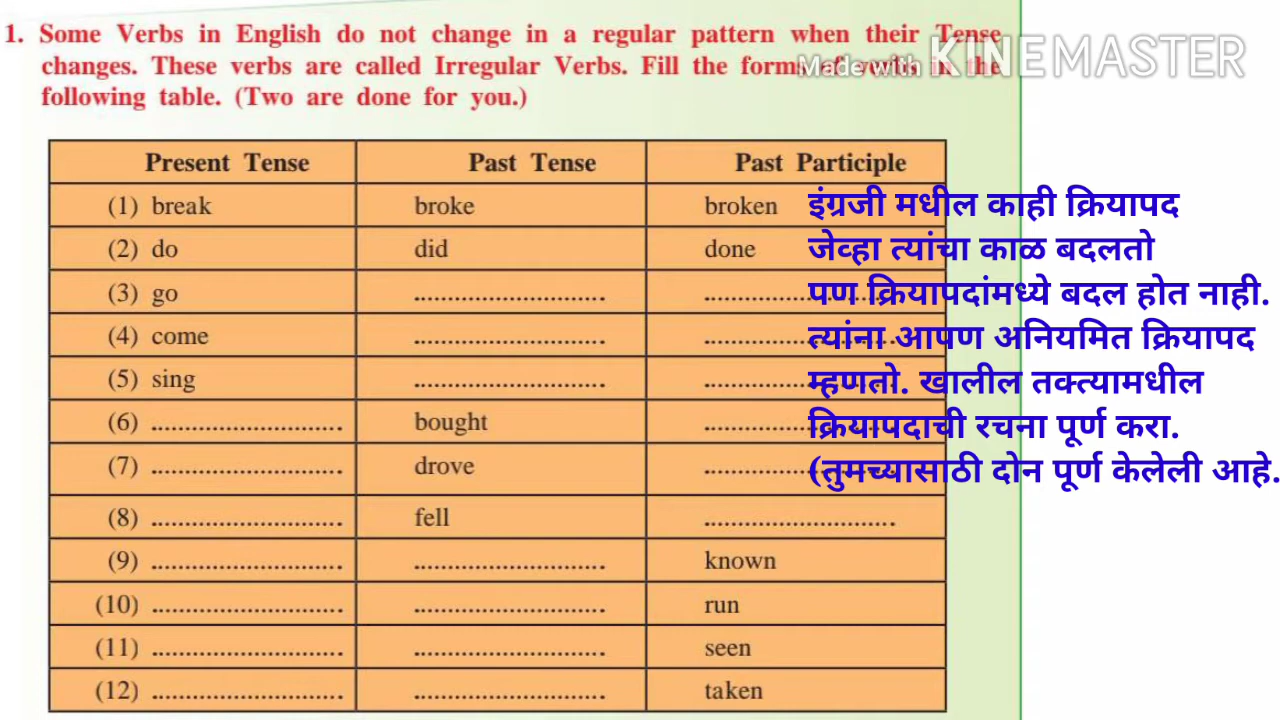 1. Some Verbs in English do not change in a regular pattern when their Tense
Made with KINEMASTER
changes. These verbs are called Irregular Verbs. Fill the forms of verbs in the
following table. (Two are done for you.)
Present Tense Past Tense Past Participle
(1) break broke broken
(2) do did done
(3) go .............................. ..............................
(4) come .............................. ..............................
(5) sing .............................. ..............................
(6) .............................. bought ..............................
(7) .............................. drove ..............................
(8) .............................. fell ..............................
(9) .............................. .............................. known
(10) .............................. .............................. run
(11) .............................. .............................. seen
(12) .............................. .............................. taken
इंग्रजी मधील काही क्रियापद
जेव्हा त्यांचा काळ बदलतो
पण क्रियापदांमध्ये बदल होत नाही.
त्यांना आपण अनियमित क्रियापद
म्हणतो. खालील तक्त्यामधील
क्रियापदाची रचना पूर्ण करा.
(तुमच्यासाठी दोन पूर्ण केलेली आहे.